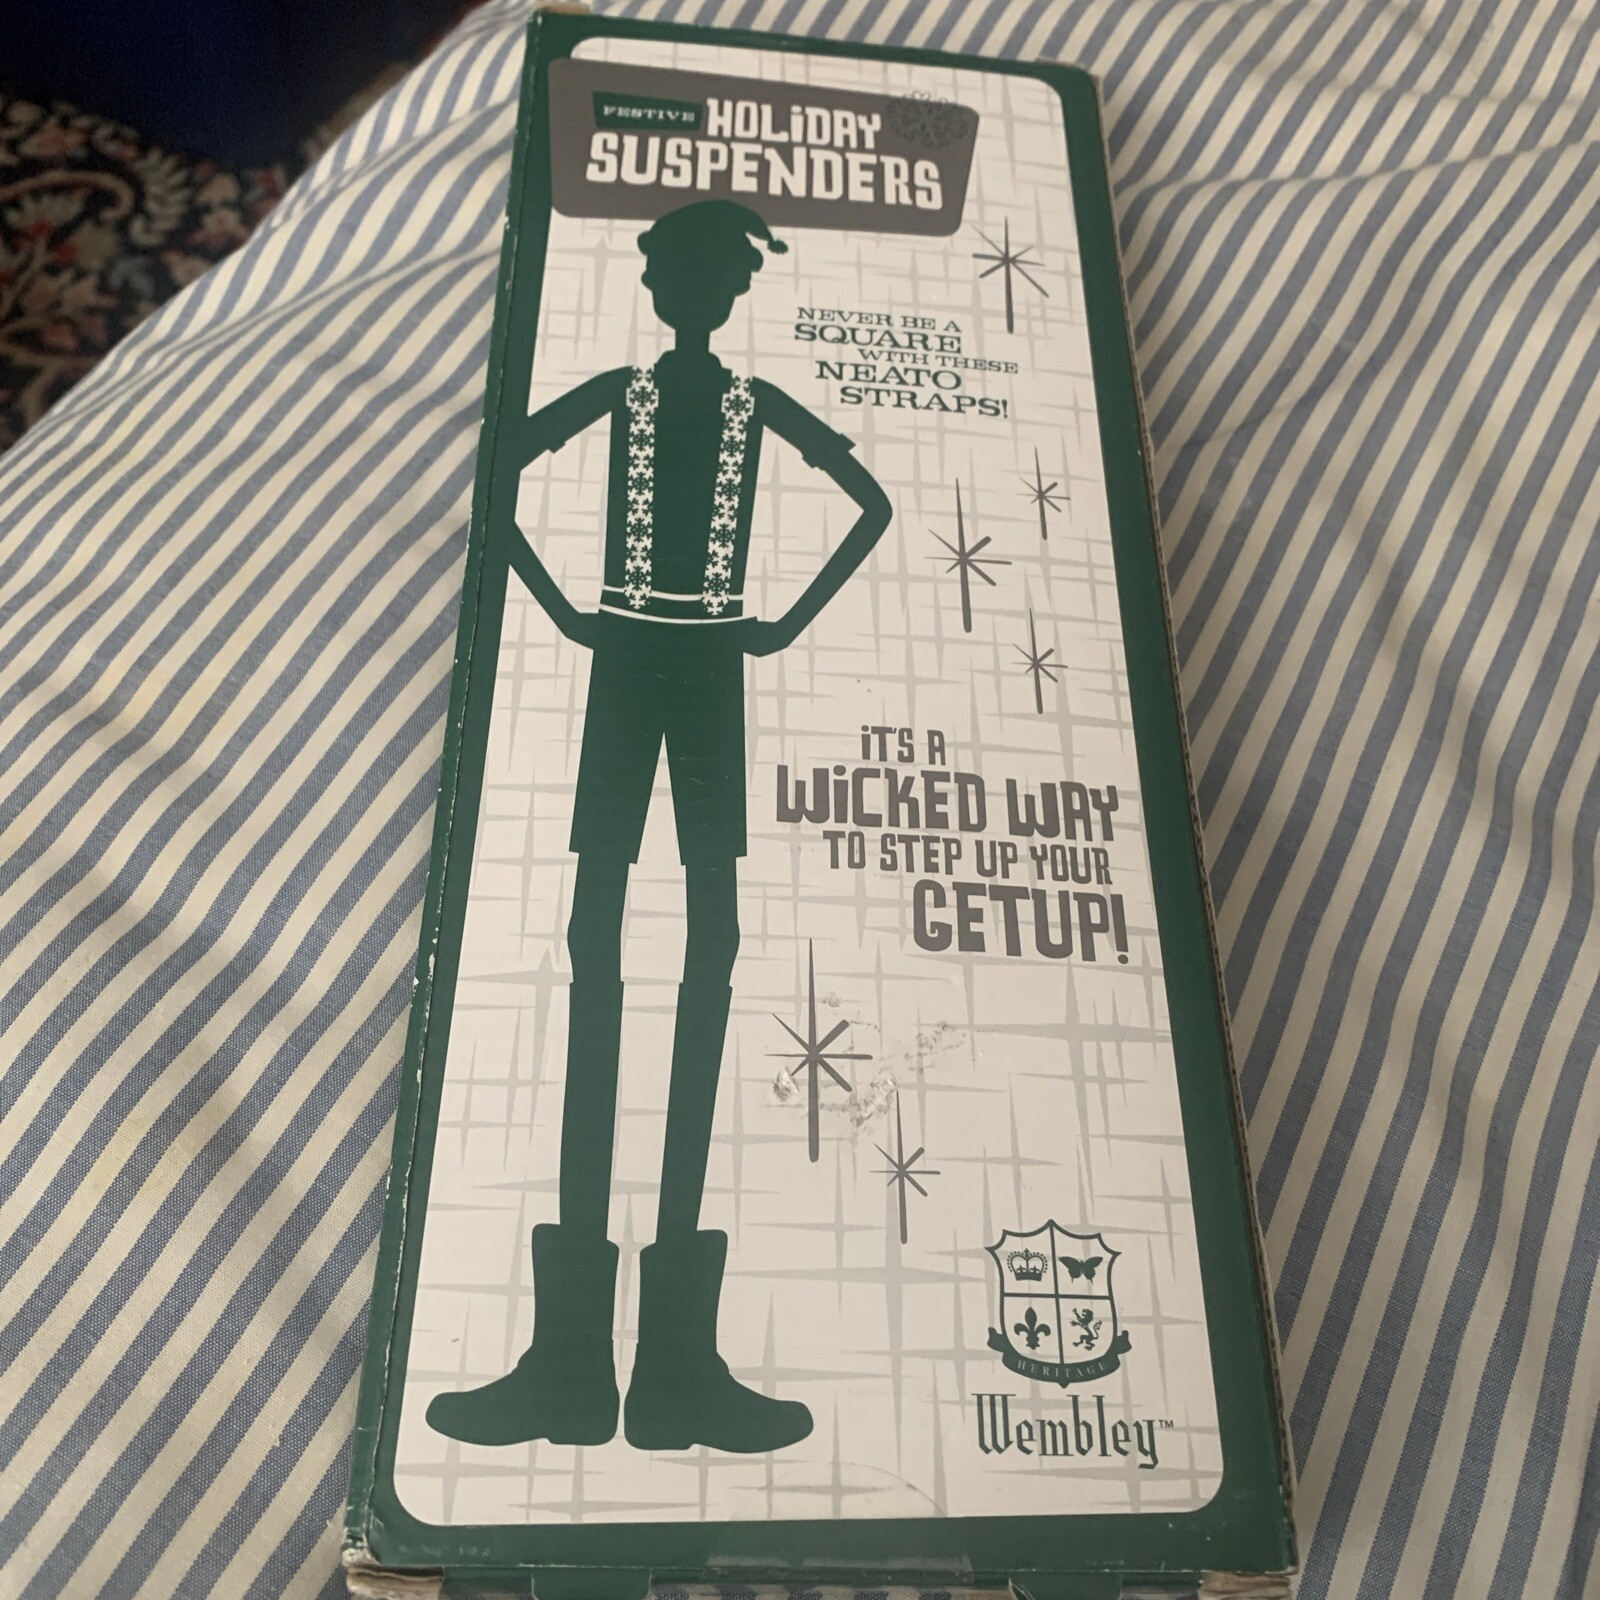 FESTIVE HOLiDAY
SUSPENDERS
NEVER BE A
SQUARE
WITH THESE
NEATO
STRAPS!
iT'S A
WiCKED WAY
TO STEP UP YOUR
GETUP!
HERITAGE
Wembley™